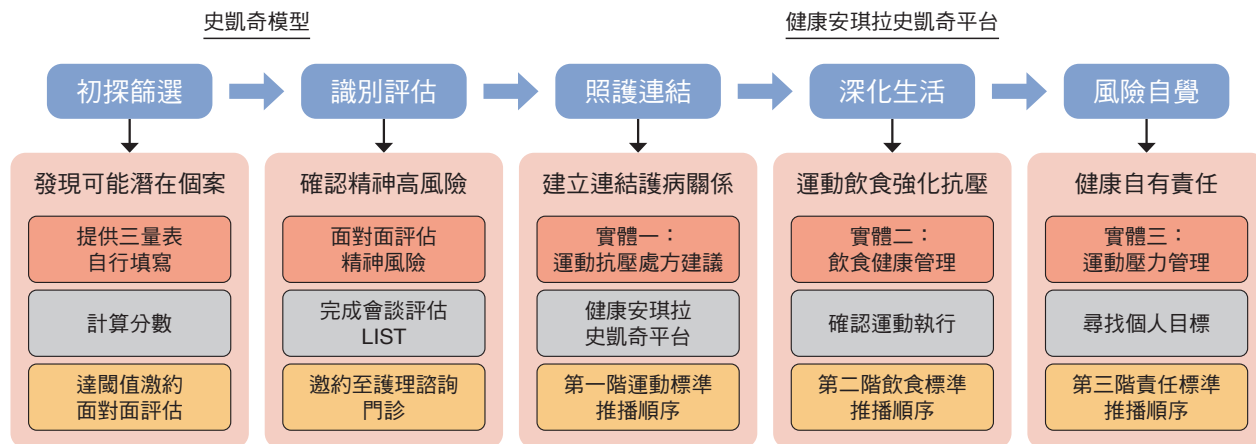 史凱奇模型
健康安琪拉史凱奇平台
初探篩選
識別評估
照護連結
深化生活
風險自覺
發現可能潛在個案
提供三量表
自行填寫
計算分數
達閾值激約
面對面評估
確認精神高風險
面對面評估
精神風險
完成會談評估
LIST
邀約至護理諮詢
門診
建立連結護病關係
實體一：
運動抗壓處方建議
健康安琪拉
史凱奇平台
第一階運動標準
推播順序
運動飲食強化抗壓
實體二：
飲食健康管理
確認運動執行
第二階飲食標準
推播順序
健康自有責任
實體三：
運動壓力管理
尋找個人目標
第三階責任標準
推播順序